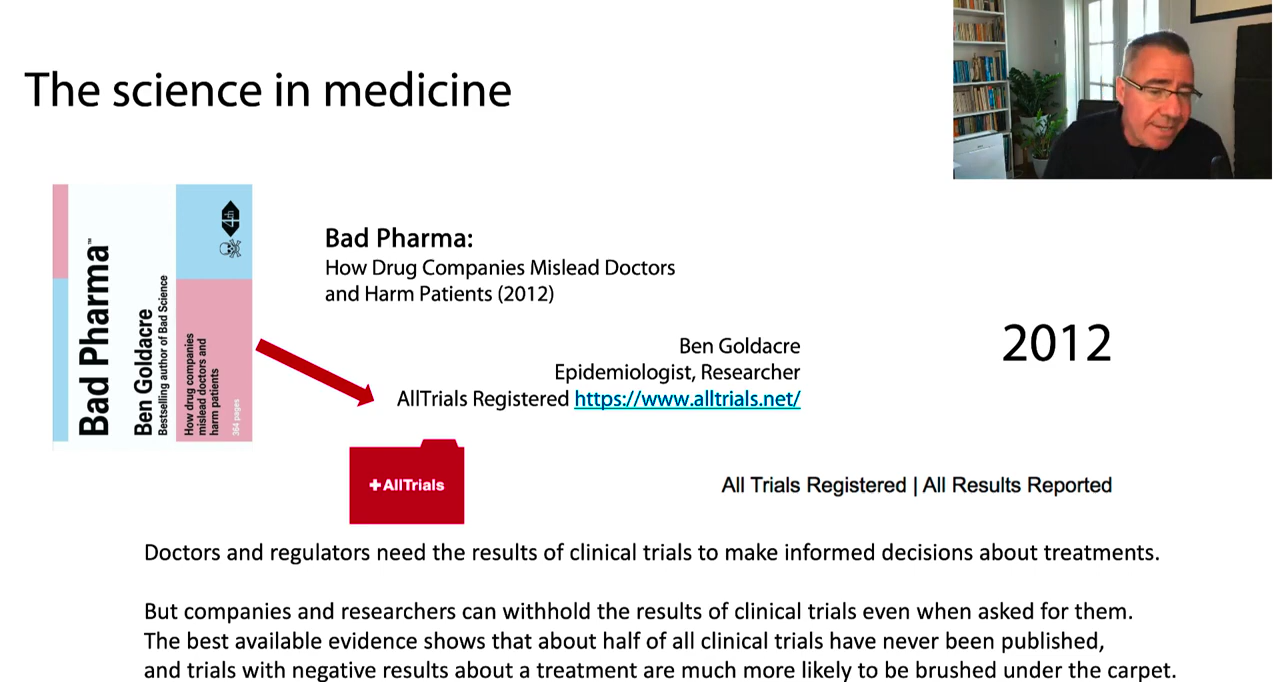 The science in medicine
Bad Pharma™
Ben Goldacre
Bestselling author of Bad Science
How drug companies
mislead doctors and
harm patients
364 pages
4th
Bad Pharma:
How Drug Companies Mislead Doctors
and Harm Patients (2012)
Ben Goldacre
Epidemiologist, Researcher
AllTrials Registered https://www.alltrials.net/
2012
+AllTrials
All Trials Registered | All Results Reported
Doctors and regulators need the results of clinical trials to make informed decisions about treatments.
But companies and researchers can withhold the results of clinical trials even when asked for them.
The best available evidence shows that about half of all clinical trials have never been published,
and trials with negative results about a treatment are much more likely to be brushed under the carpet.